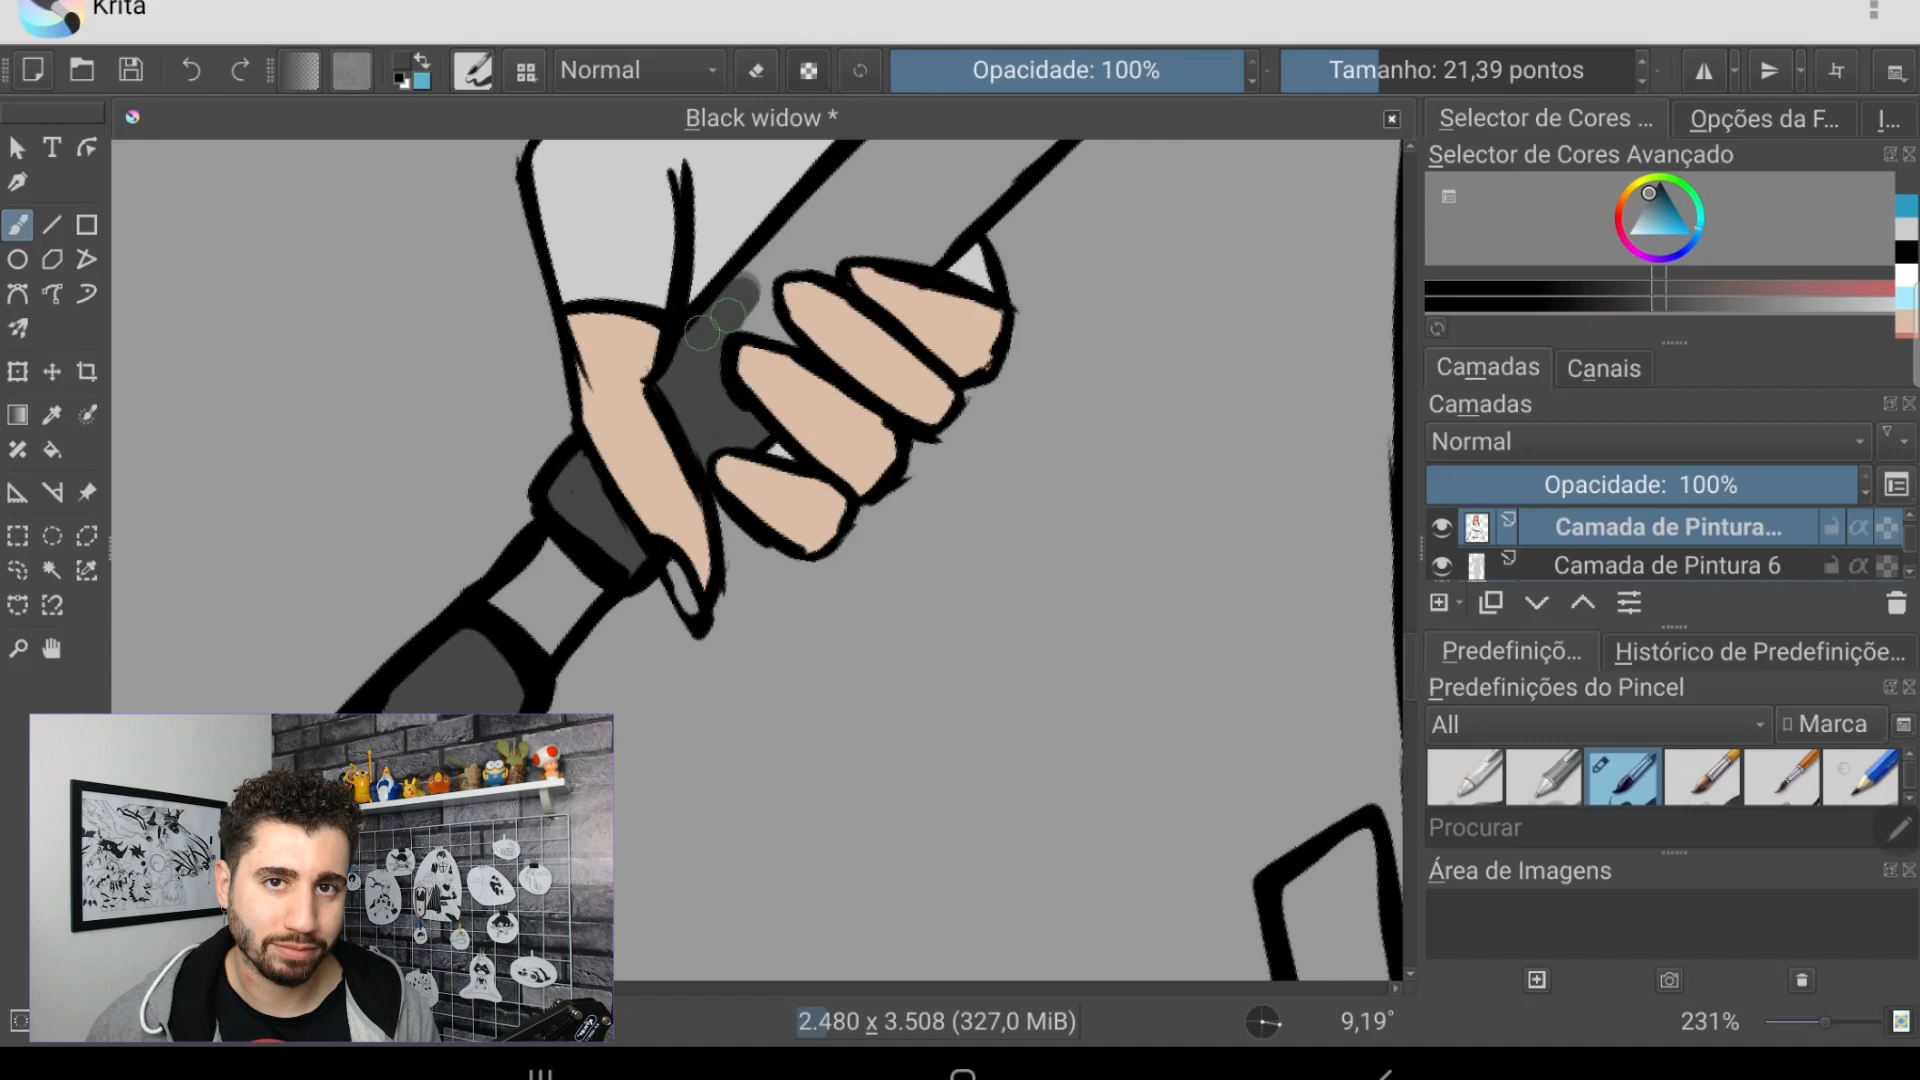 Krita
Normal
Opacidade: 100%
Tamanho: 21,39 pontos
Black widow *
Selector de Cores ...
Opções da F...
I...
Selector de Cores Avançado
Camadas
Canais
Camadas
Normal
Opacidade: 100%
Camada de Pintura...
Camada de Pintura 6
Predefiniçõ...
Histórico de Predefiniçõe...
Predefinições do Pincel
All
Marca
Procurar
Área de Imagens
2.480 x 3.508 (327,0 MiB)
9,19°
231%